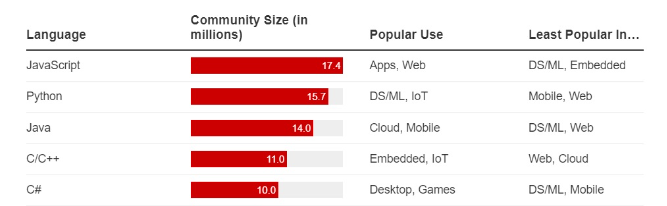 Language Community Size (in millions) Popular Use Least Popular In...
JavaScript 17.4 Apps, Web DS/ML, Embedded
Python 15.7 DS/ML, IoT Mobile, Web
Java 14.0 Cloud, Mobile DS/ML, Web
C/C++ 11.0 Embedded, IoT Web, Cloud
C# 10.0 Desktop, Games DS/ML, Mobile